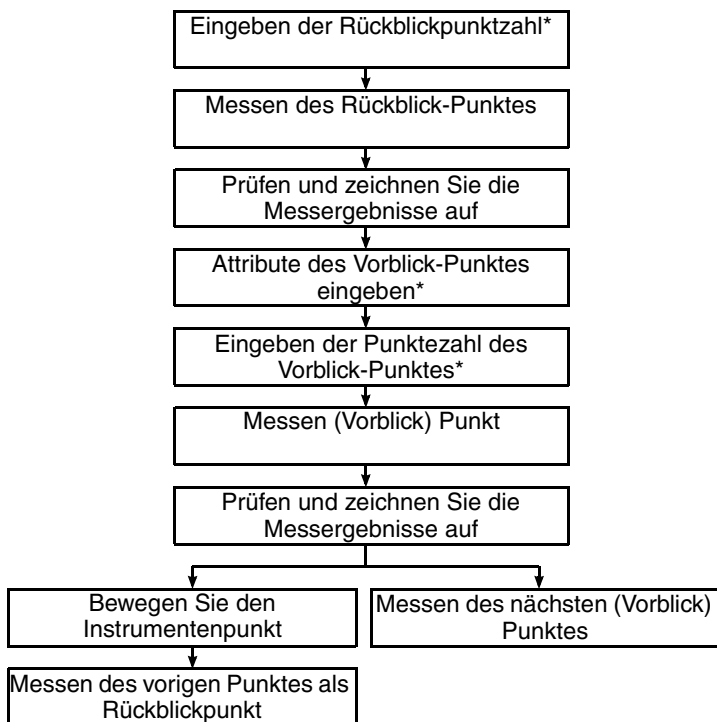 Eingeben der Rückblickpunktzahl*
Messen des Rückblick-Punktes
Prüfen und zeichnen Sie die
Messergebnisse auf
Attribute des Vorblick-Punktes
eingeben*
Eingeben der Punktezahl des
Vorblick-Punktes*
Messen (Vorblick) Punkt
Prüfen und zeichnen Sie die
Messergebnisse auf
Bewegen Sie den
Instrumentenpunkt
Messen des nächsten (Vorblick)
Punktes
Messen des vorigen Punktes als
Rückblickpunkt